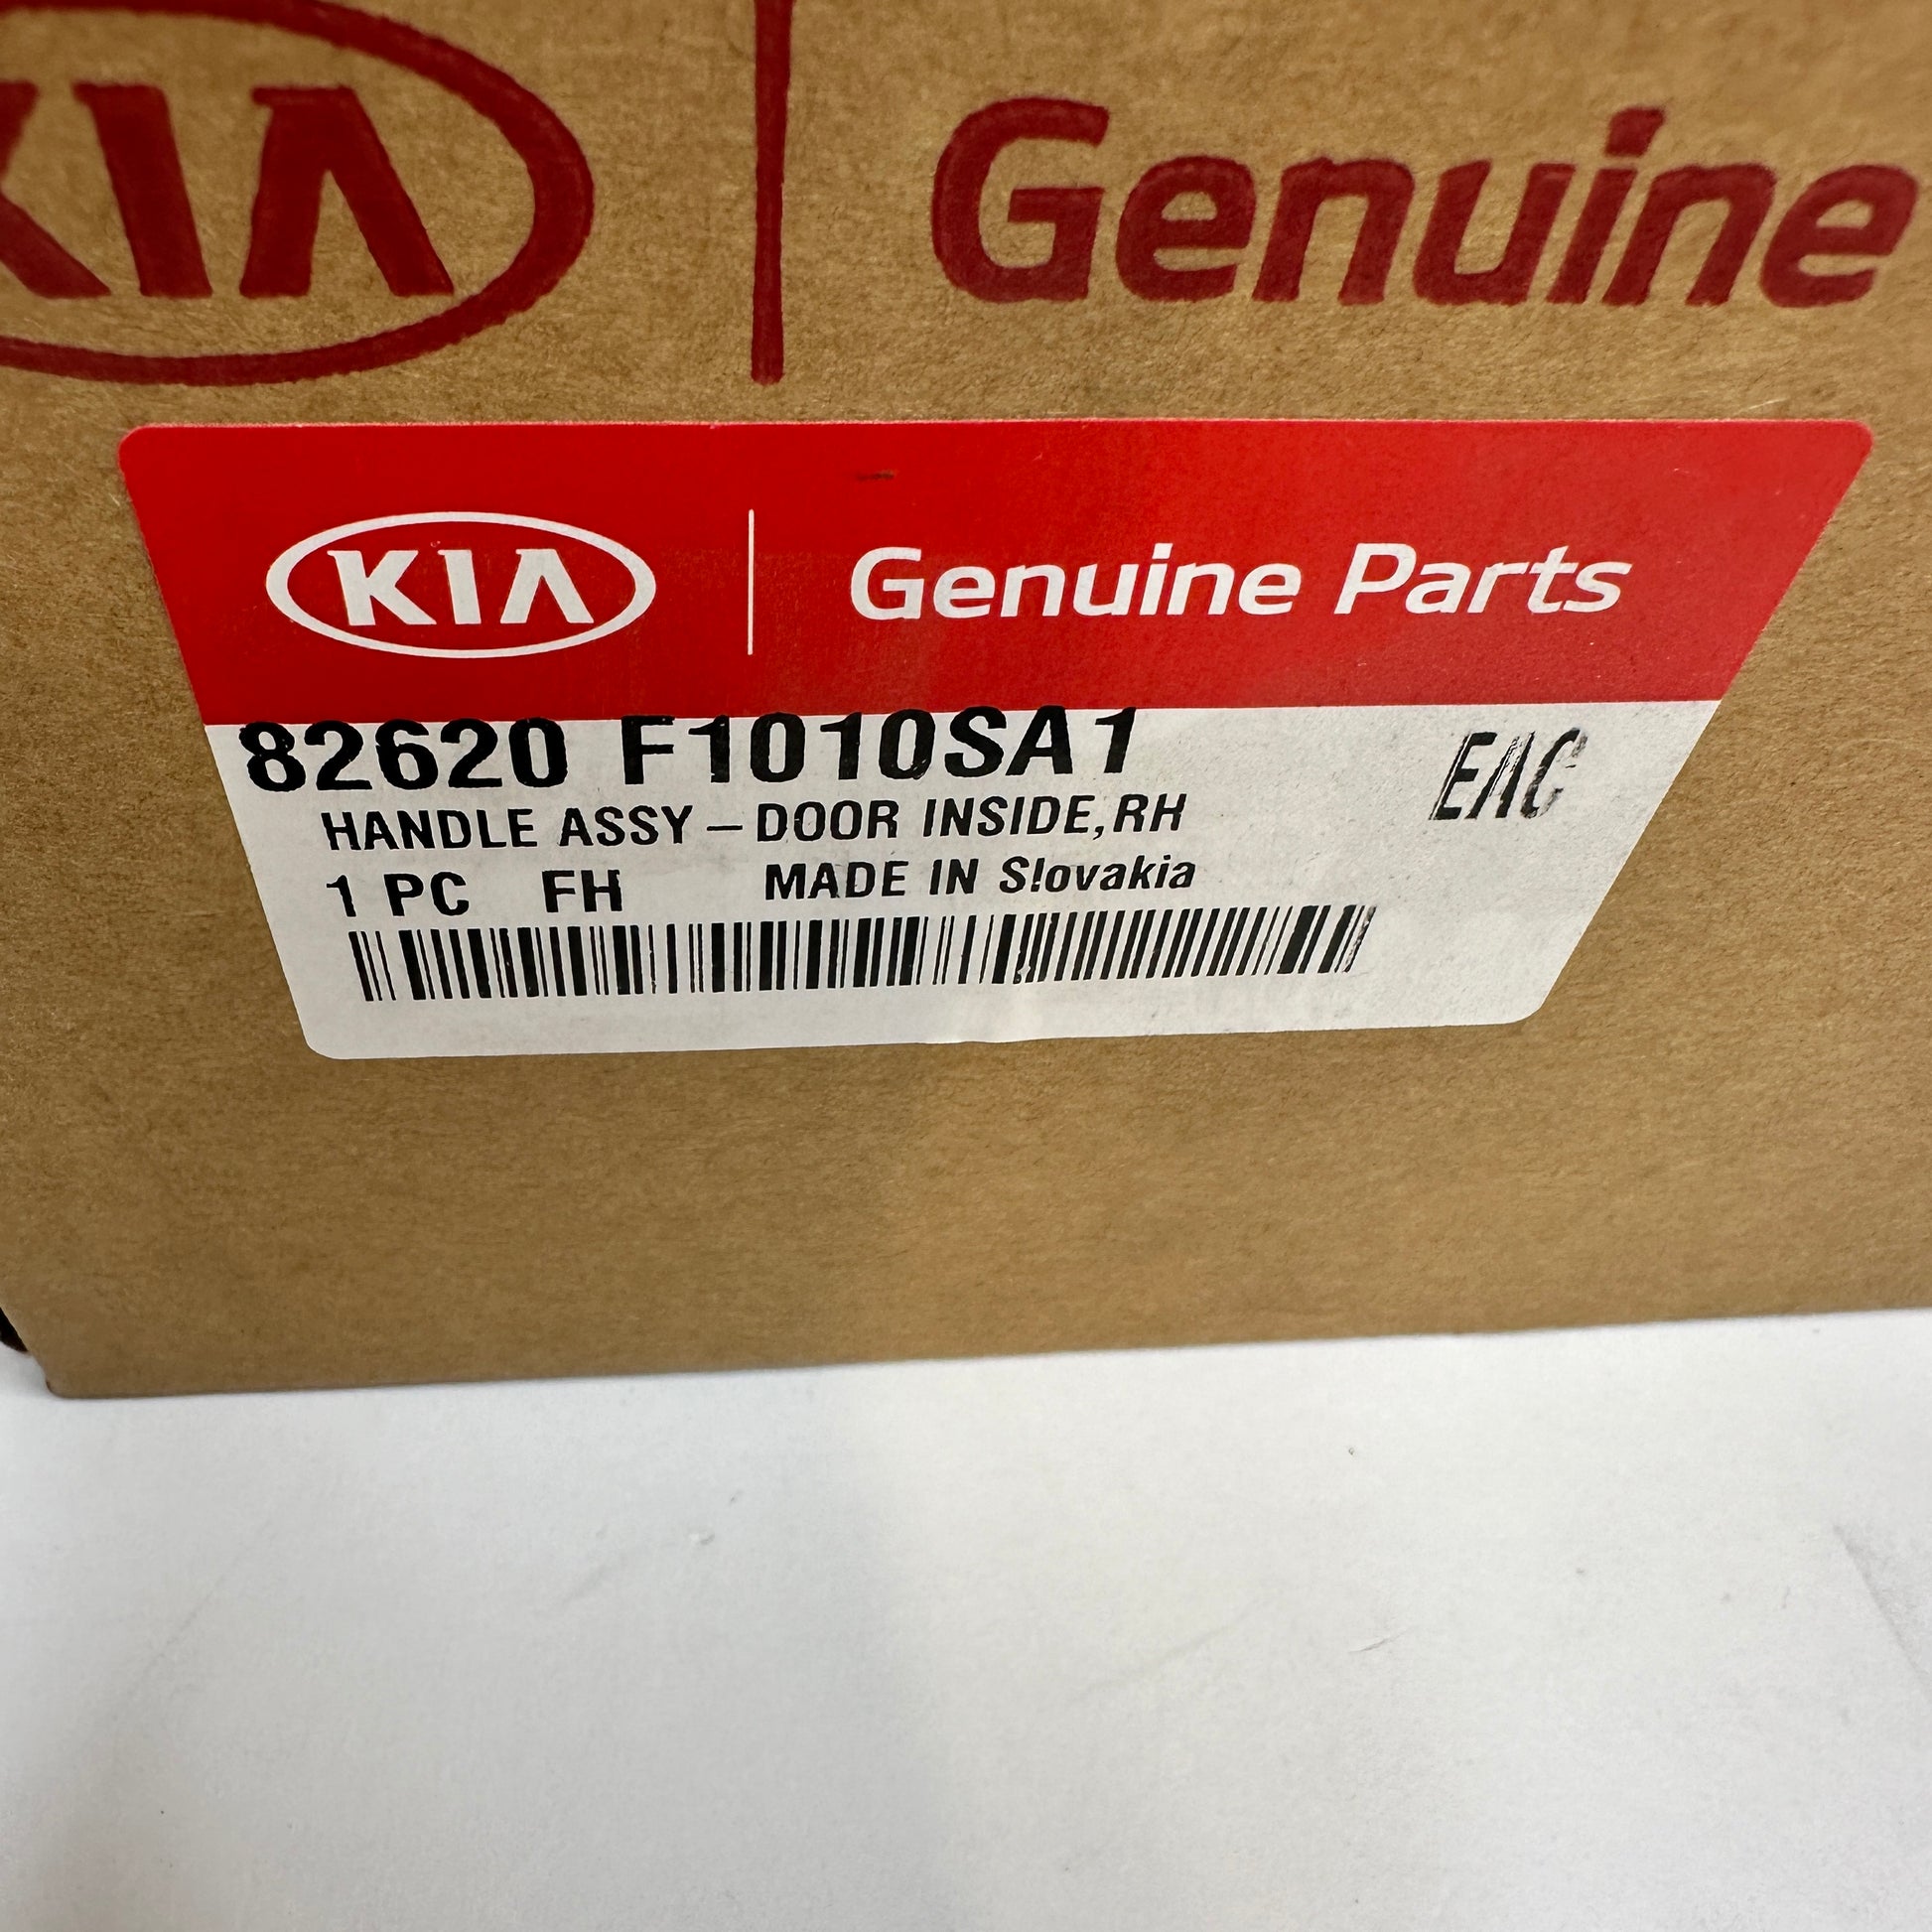 KIA Genuine
KIA Genuine Parts
82620 F1010SA1
EAC
HANDLE ASSY-DOOR INSIDE,RH
1 PC FH MADE IN Slovakia